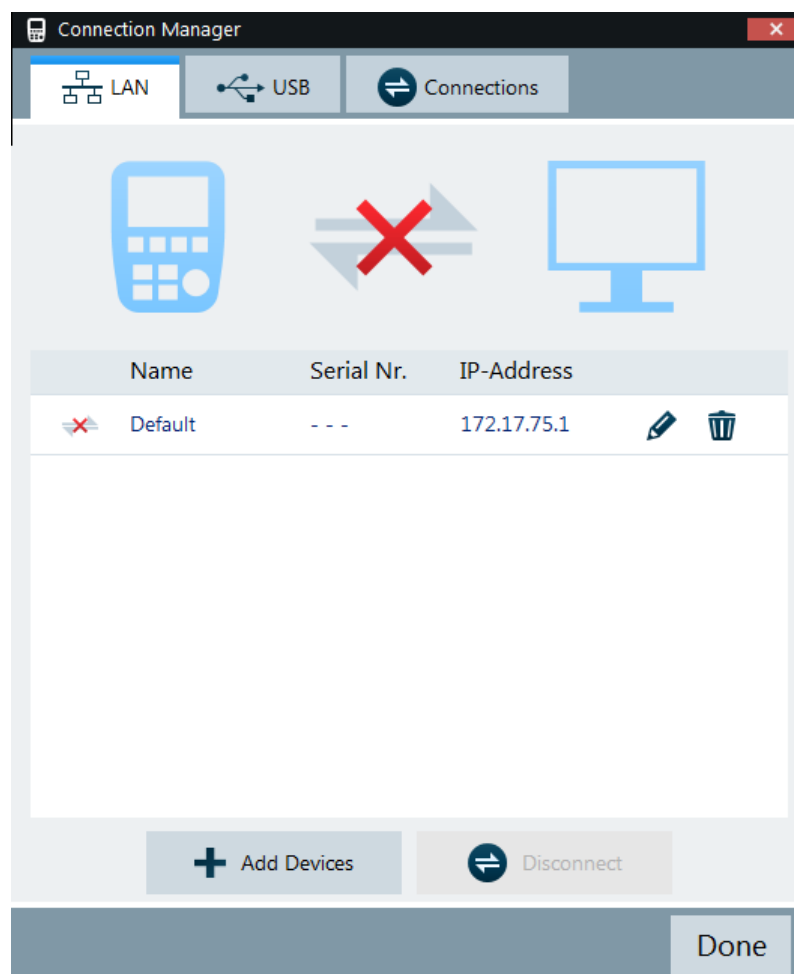 Connection Manager
LAN USB Connections
Name Serial Nr. IP-Address
Default - - - 172.17.75.1
Add Devices Disconnect
Done